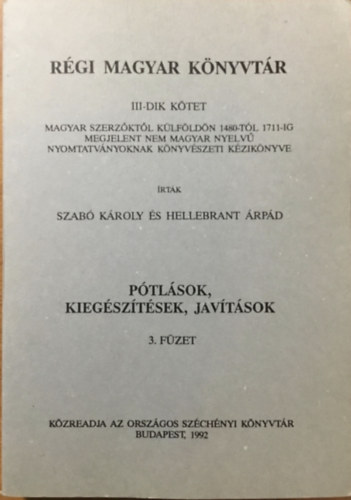 RÉGI MAGYAR KÖNYVTÁR
III-DIK KÖTET
MAGYAR SZERZŐKTŐL KÜLFÖLDÖN 1480-TÓL 1711-IG
MEGJELENT NEM MAGYAR NYELVŰ
NYOMTATVÁNYOKNAK KÖNYVÉSZETI KÉZIKÖNYVE
ÍRTÁK
SZABÓ KÁROLY ÉS HELLEBRANT ÁRPÁD
PÓTLÁSOK,
KIEGÉSZÍTÉSEK, JAVÍTÁSOK
3. FÜZET
KÖZREADJA AZ ORSZÁGOS SZÉCHÉNYI KÖNYVTÁR
BUDAPEST, 1992